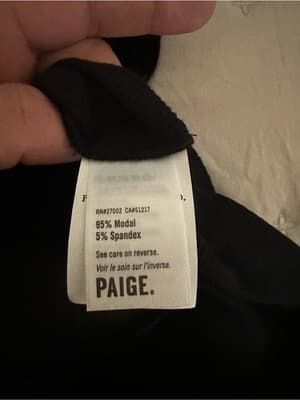 RN#27002 CA#51217
95% Modal
5% Spandex
See care on reverse.
Voir le soin sur l'inverse.
PAIGE.